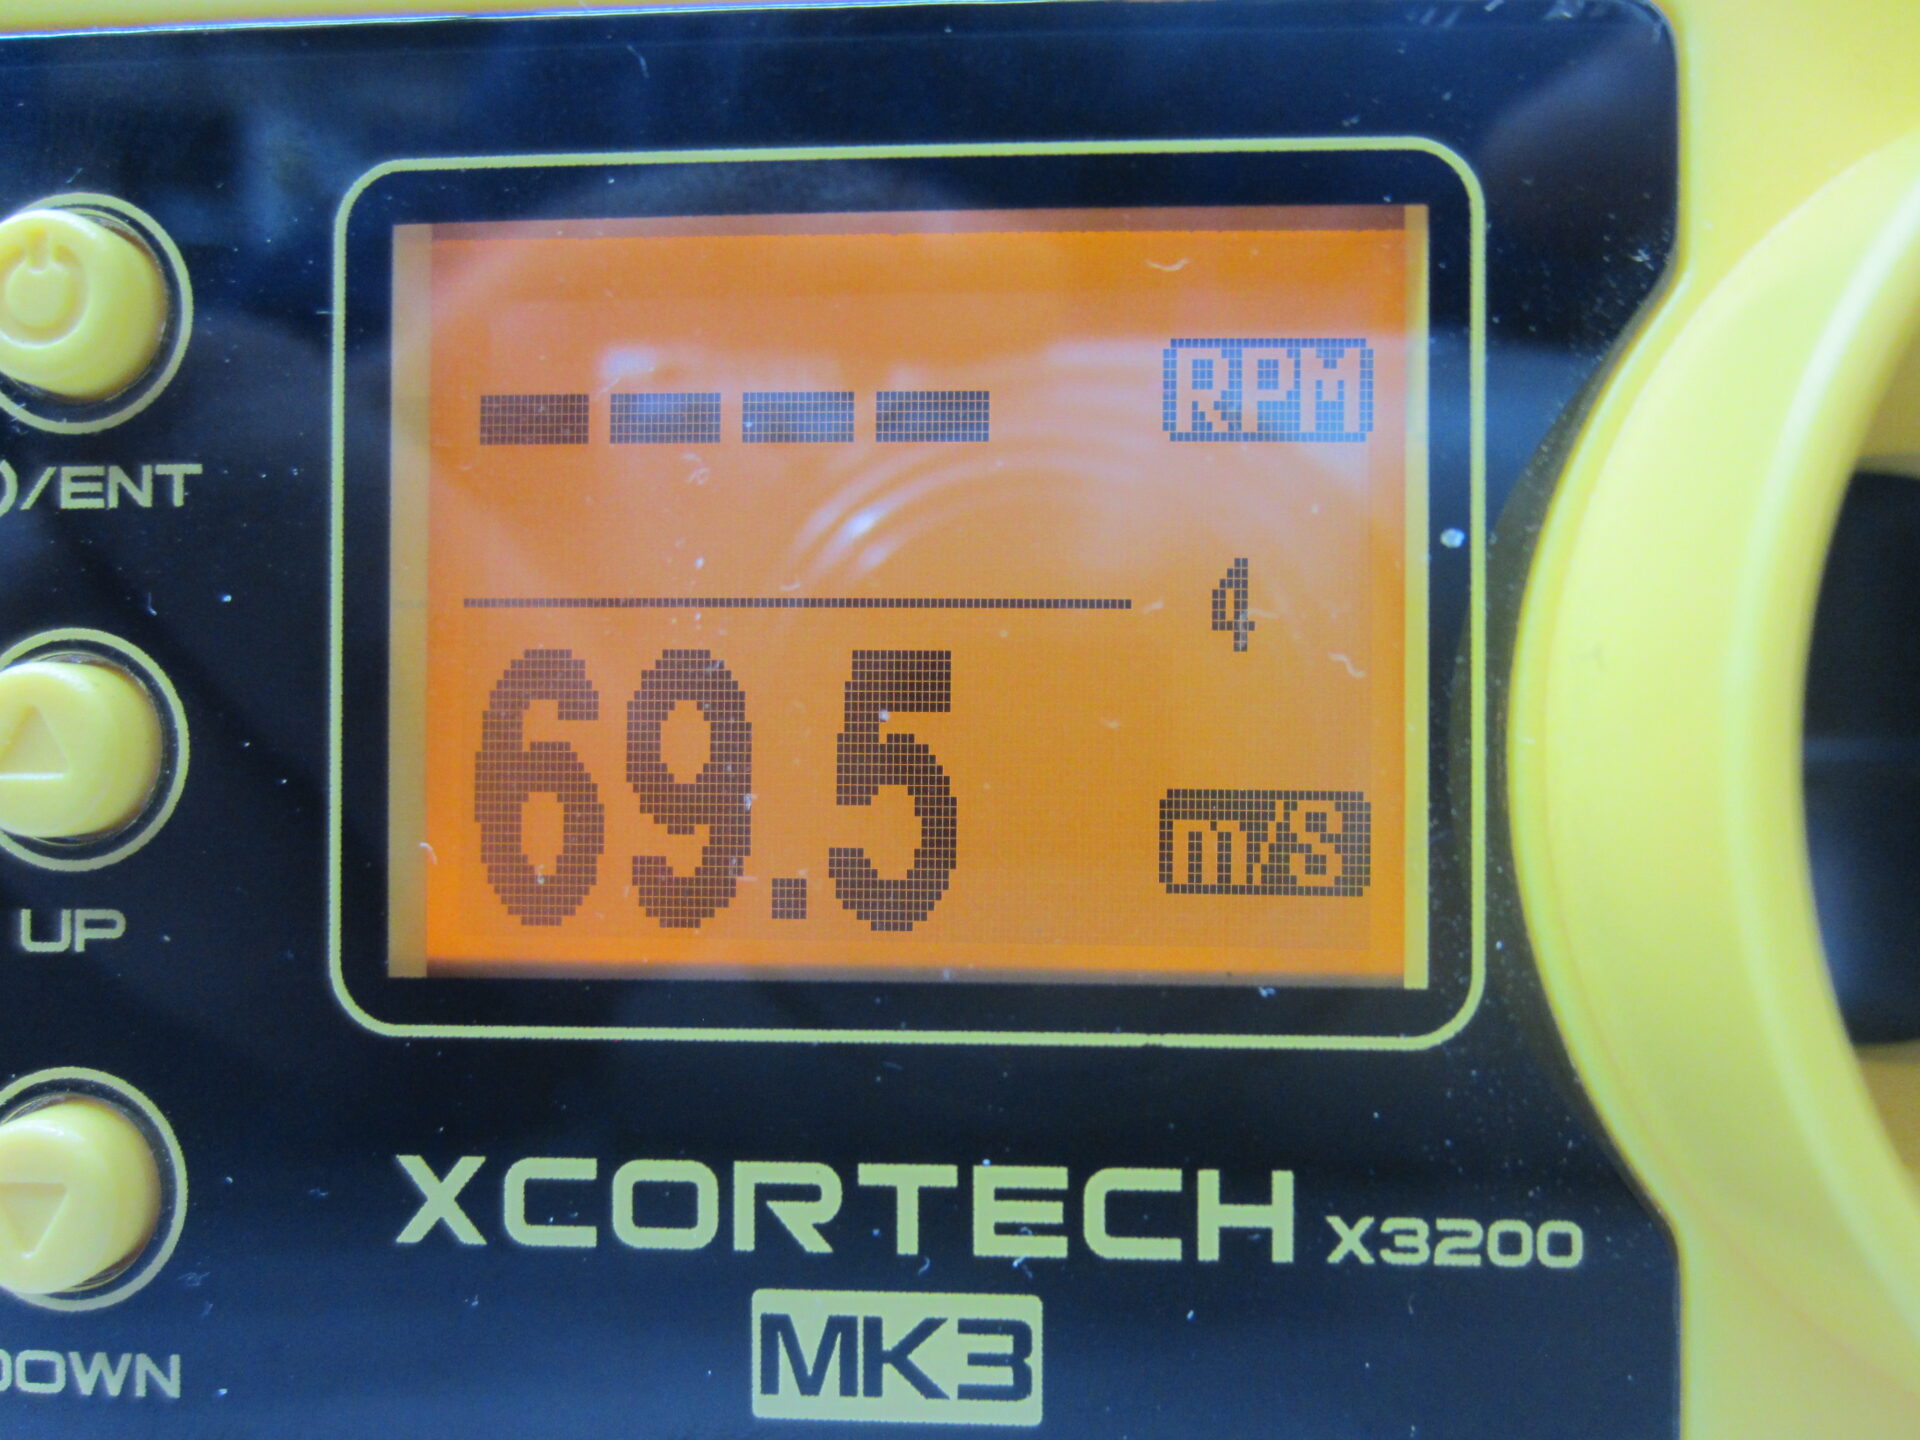 ---- RPM
4
69.5 m/s
/ENT
UP
DOWN
XCORTECH X3200
MK3